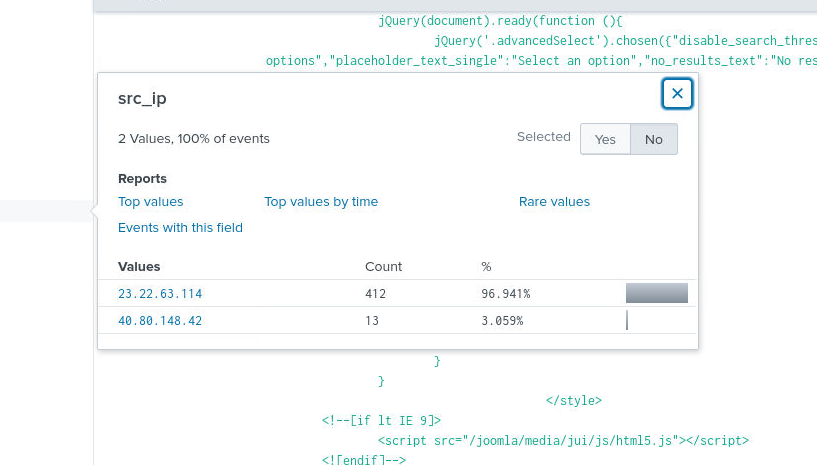 jQuery(document).ready(function (){
jQuery('.advancedSelect').chosen({"disable_search_thres
options","placeholder_text_single":"Select an option","no_results_text":"No res
src_ip
2 Values, 100% of events
Selected Yes No
Reports
Top values Top values by time Rare values
Events with this field
Values Count %
23.22.63.114 412 96.941%
40.80.148.42 13 3.059%
}
}
</style>
<!--[if lt IE 9]>
<script src="/joomla/media/jui/js/html5.js"></script>
<![endif]-->